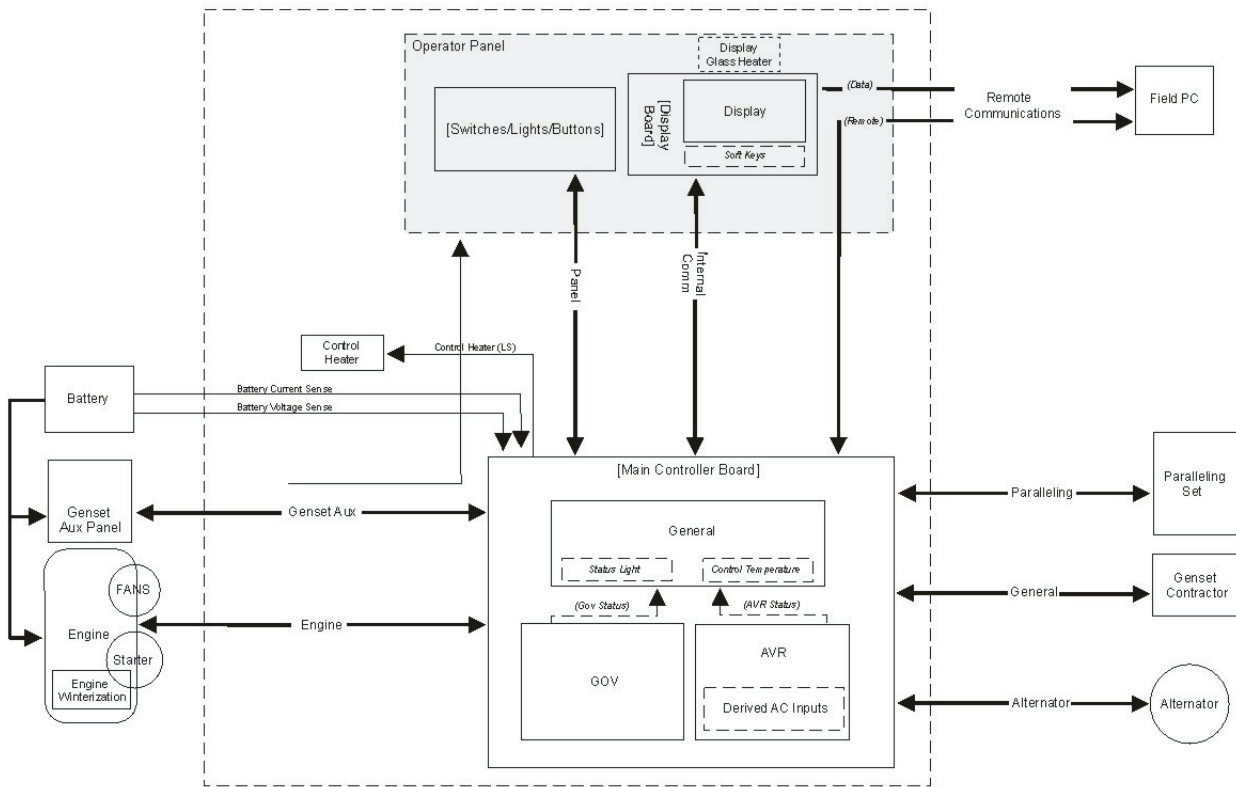 Operator Panel
Display
Glass Heater
[Switches/Lights/Buttons]
[Display
Board]
Display
Soft Keys
(Data)
(Remote)
Remote
Communications
Field PC
Panel
Internal
Comm
Control
Heater
Control Heater (LS)
Battery
Battery Current Sense
Battery Voltage Sense
Genset
Aux Panel
Genset Aux
[Main Controller Board]
General
Status Light
Control Temperature
(Gov Status)
(AVR Status)
GOV
AVR
Derived AC Inputs
FANS
Engine
Starter
Engine
Winterization
Engine
Paralleling
Paralleling
Set
General
Genset
Contractor
Alternator
Alternator